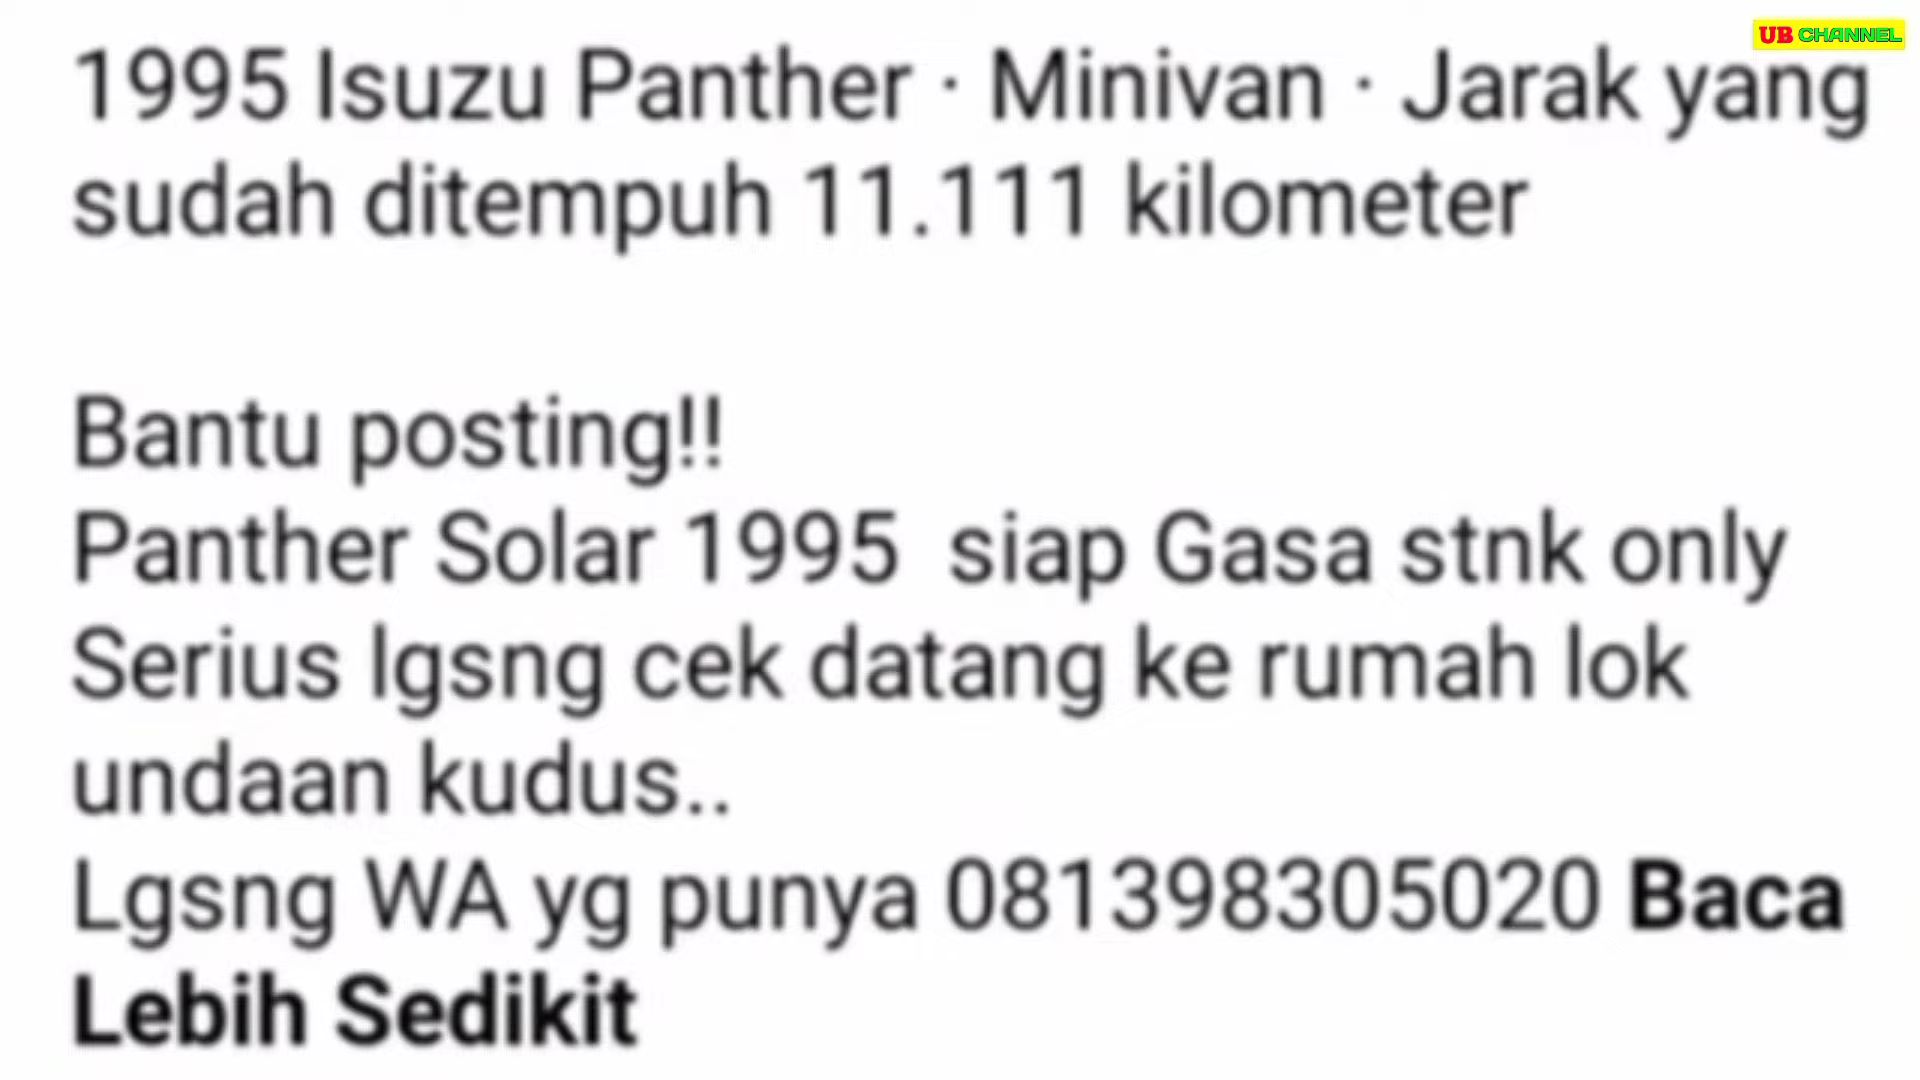 UB CHANNEL
1995 Isuzu Panther · Minivan · Jarak yang
sudah ditempuh 11.111 kilometer
Bantu posting!!
Panther Solar 1995  siap Gasa stnk only
Serius lgsng cek datang ke rumah lok
undaan kudus..
Lgsng WA yg punya 081398305020 Baca
Lebih Sedikit